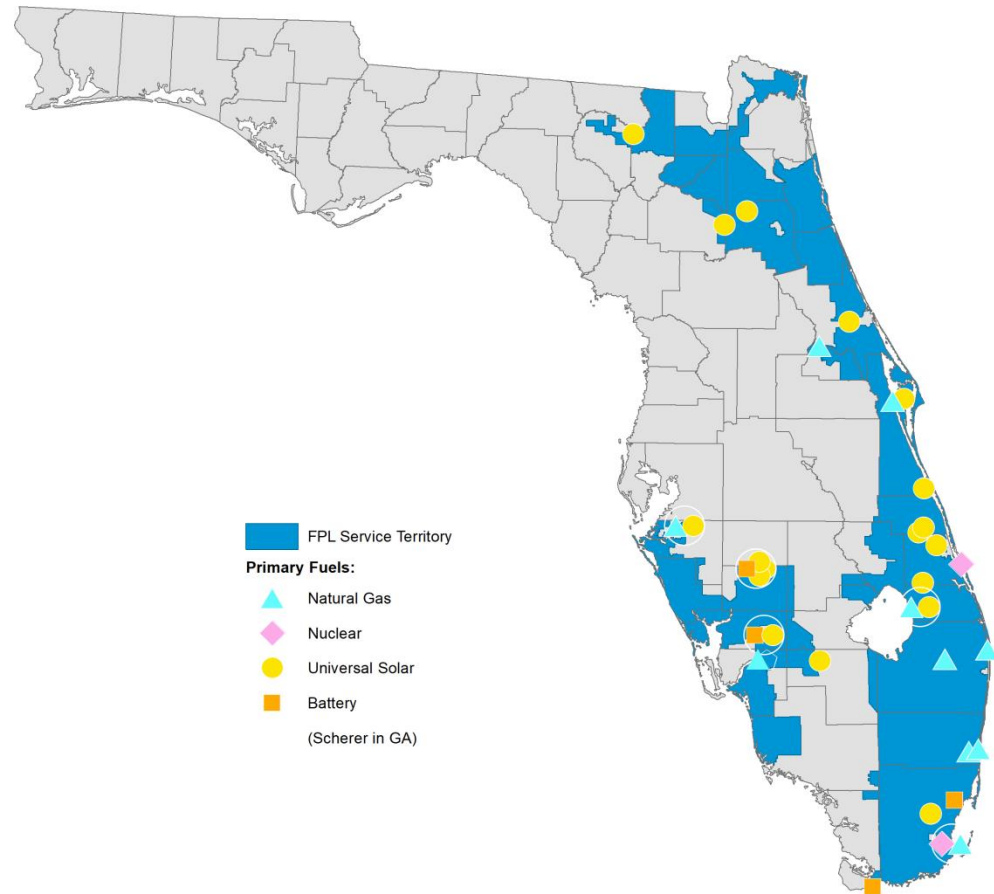 FPL Service Territory
Primary Fuels:
Natural Gas
Nuclear
Universal Solar
Battery
(Scherer in GA)